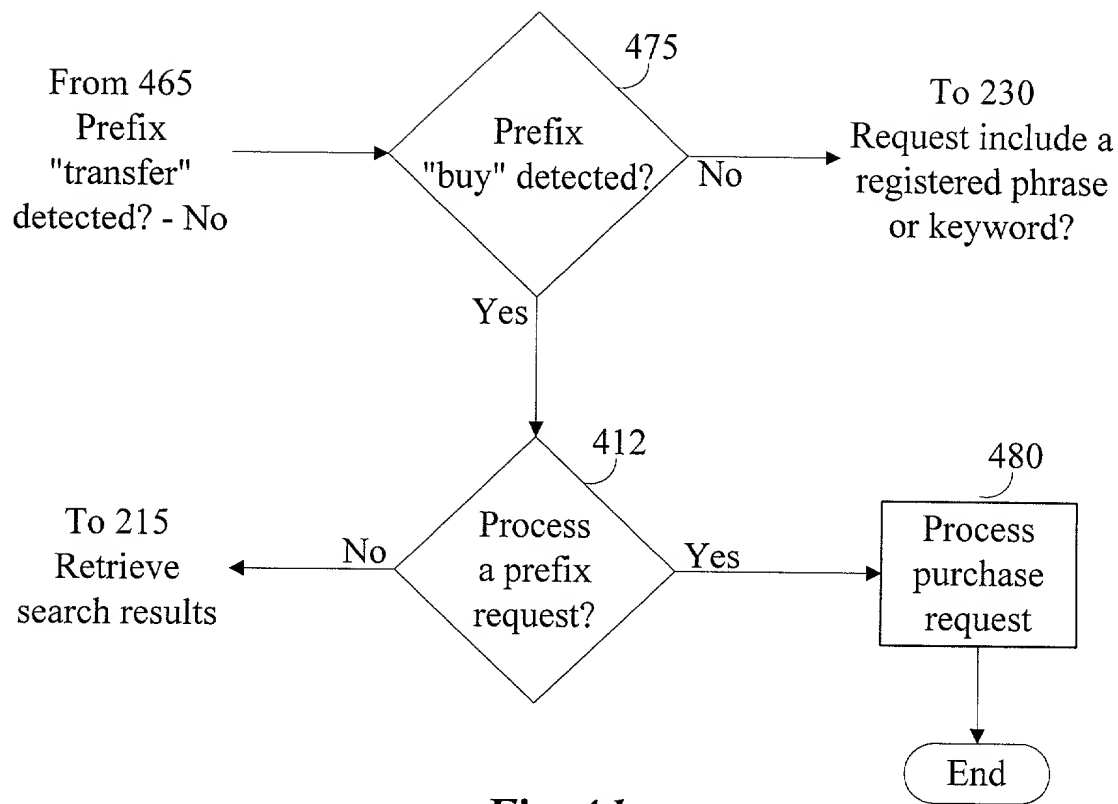 475
From 465
Prefix
"transfer"
detected? - No
Prefix
"buy" detected?
No
To 230
Request include a
registered phrase
or keyword?
Yes
412
480
To 215
Retrieve
search results
No
Process
a prefix
request?
Yes
Process
purchase
request
End